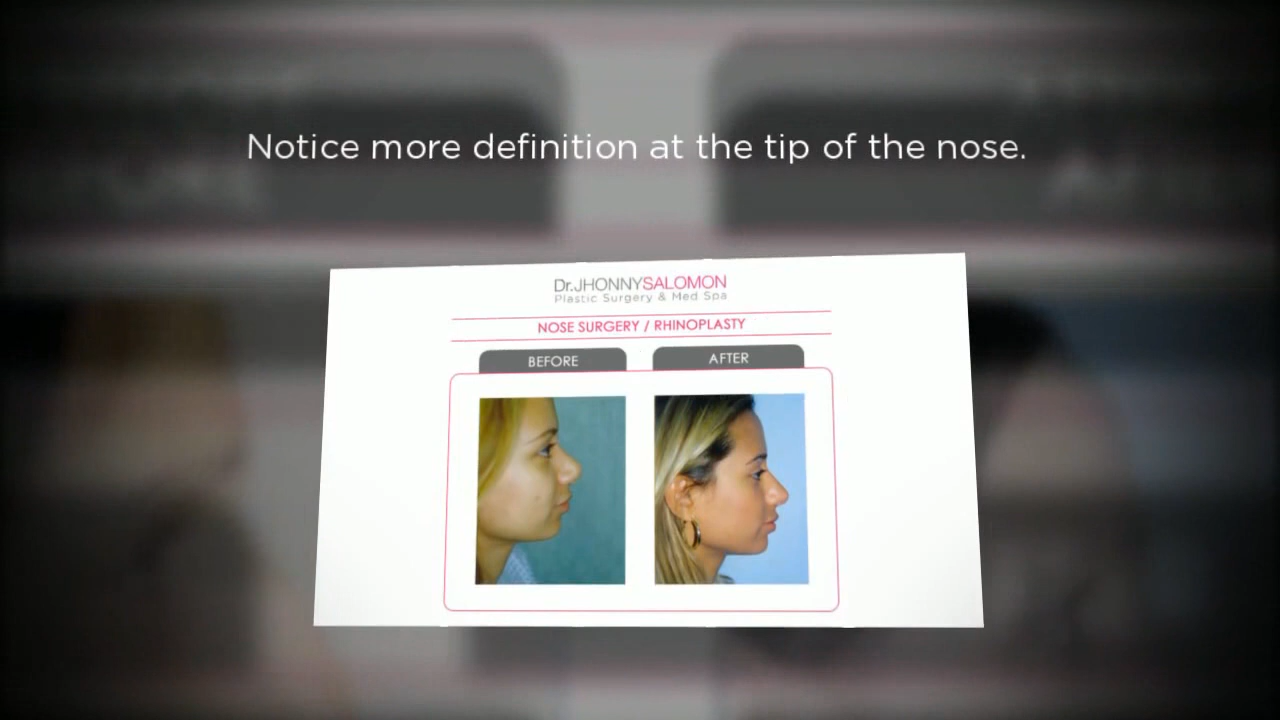 Notice more definition at the tip of the nose.
Dr.JHONNYSALOMON
Plastic Surgery & Med Spa
NOSE SURGERY / RHINOPLASTY
BEFORE
AFTER